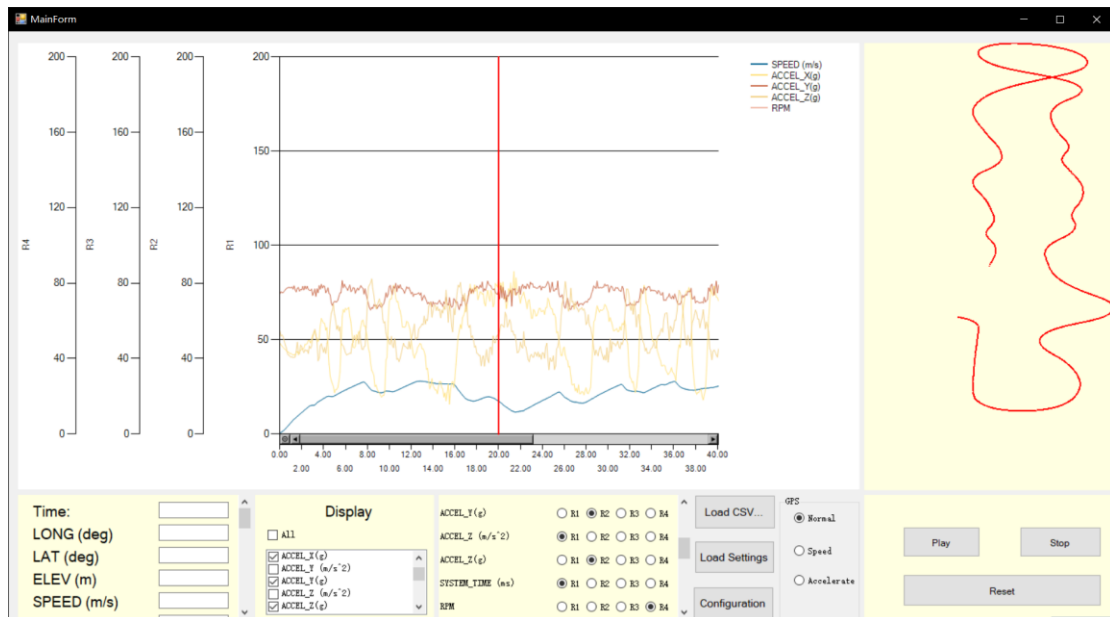 MainForm
200 200 200 200
160 160 160 150
120 120 120
R4 R3 R2 R1 100
80 80 80
50
40 40 40
0 0 0 0
0.00 4.00 8.00 12.00 16.00 20.00 24.00 28.00 32.00 36.00 40.00
2.00 6.00 10.00 14.00 18.00 22.00 26.00 30.00 34.00 38.00
SPEED (m/s)
ACCEL_X(g)
ACCEL_Y(g)
ACCEL_Z(g)
RPM
Time:
LONG (deg)
LAT (deg)
ELEV (m)
SPEED (m/s)
Display
All
ACCEL_X(g)
ACCEL_Y (m/s^2)
ACCEL_Y(g)
ACCEL_Z (m/s^2)
ACCEL_Z(g)
ACCEL_Y(g) R1 R2 R3 R4
ACCEL_Z (m/s^2) R1 R2 R3 R4
ACCEL_Z(g) R1 R2 R3 R4
SYSTEM_TIME (ms) R1 R2 R3 R4
RPM R1 R2 R3 R4
Load CSV...
Load Settings
Configuration
GPS
Normal
Speed
Accelerate
Play Stop
Reset